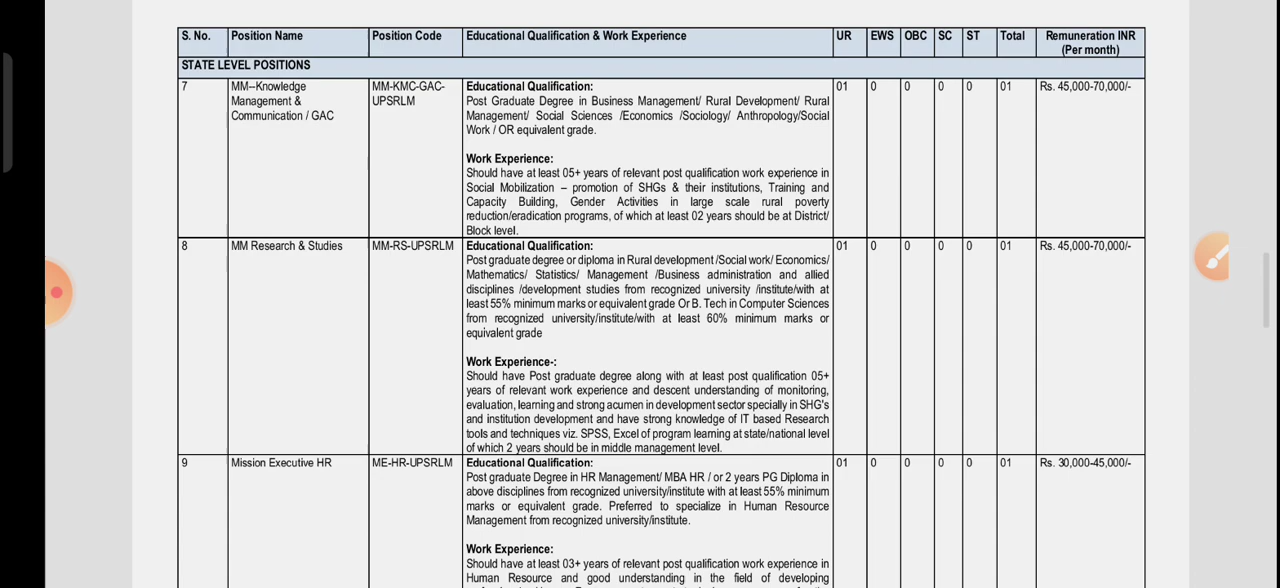 S. No. Position Name Position Code Educational Qualification & Work Experience UR EWS OBC SC ST Total Remuneration INR
(Per month)
STATE LEVEL POSITIONS
7 MM–Knowledge MM-KMC-GAC- Educational Qualification: 01 0 0 0 0 01 Rs. 45,000-70,000/-
Management & UPSRLM Post Graduate Degree in Business Management/ Rural Development/ Rural
Communication / GAC Management/ Social Sciences /Economics /Sociology/ Anthropology/Social
Work / OR equivalent grade.
Work Experience:
Should have at least 05+ years of relevant post qualification work experience in
Social Mobilization – promotion of SHGs & their institutions, Training and
Capacity Building, Gender Activities in large scale rural poverty
reduction/eradication programs, of which at least 02 years should be at District/
Block level.
8 MM Research & Studies MM-RS-UPSRLM Educational Qualification: 01 0 0 0 0 01 Rs. 45,000-70,000/-
Post graduate degree or diploma in Rural development /Social work/ Economics/
Mathematics/ Statistics/ Management /Business administration and allied
disciplines /development studies from recognized university /institute/with at
least 55% minimum marks or equivalent grade Or B. Tech in Computer Sciences
from recognized university/institute/with at least 60% minimum marks or
equivalent grade
Work Experience-:
Should have Post graduate degree along with at least post qualification 05+
years of relevant work experience and descent understanding of monitoring,
evaluation, learning and strong acumen in development sector specially in SHG's
and institution development and have strong knowledge of IT based Research
tools and techniques viz. SPSS, Excel of program learning at state/national level
of which 2 years should be in middle management level.
9 Mission Executive HR ME-HR-UPSRLM Educational Qualification: 01 0 0 0 0 01 Rs. 30,000-45,000/-
Post graduate Degree in HR Management/ MBA HR / or 2 years PG Diploma in
above disciplines from recognized university/institute with at least 55% minimum
marks or equivalent grade. Preferred to specialize in Human Resource
Management from recognized university/institute.
Work Experience:
Should have at least 03+ years of relevant post qualification work experience in
Human Resource and good understanding in the field of developing